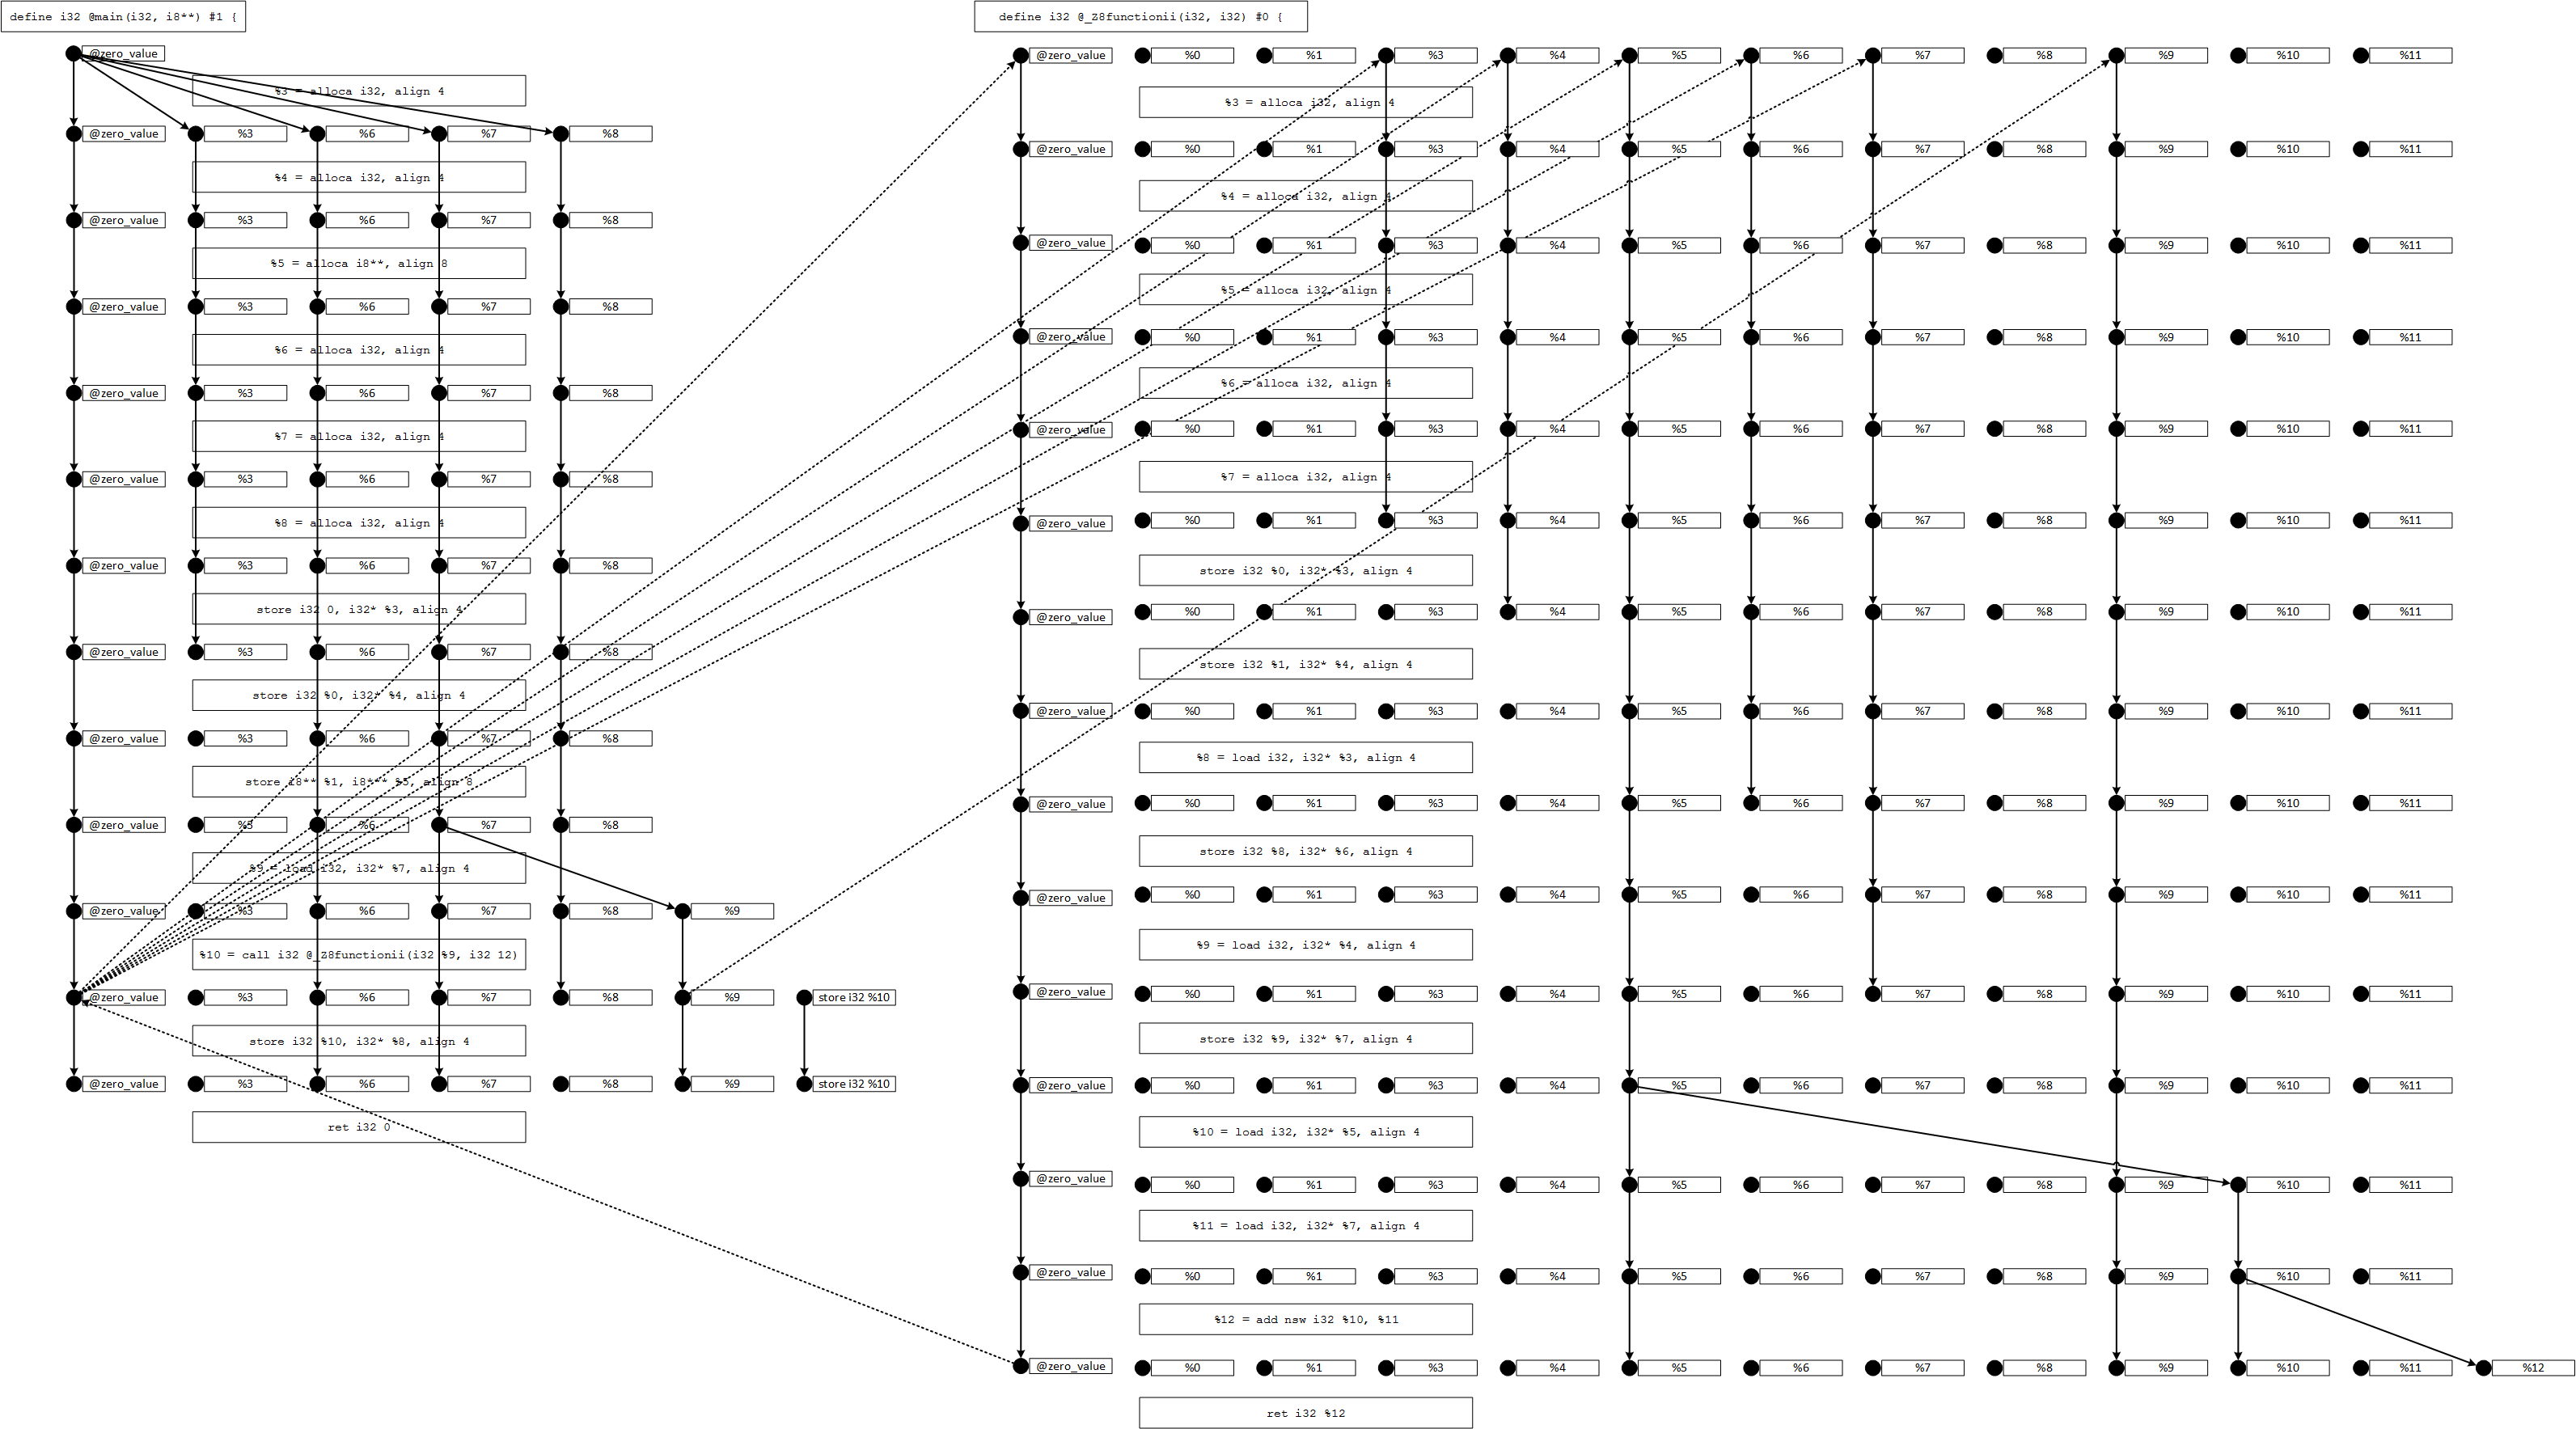 define i32 @main(i32, i8**) #1 {
@zero_value
%3 = alloca i32, align 4
@zero_value %3 %6 %7 %8
%4 = alloca i32, align 4
@zero_value %3 %6 %7 %8
%5 = alloca i8**, align 8
@zero_value %3 %6 %7 %8
%6 = alloca i32, align 4
@zero_value %3 %6 %7 %8
%7 = alloca i32, align 4
@zero_value %3 %6 %7 %8
%8 = alloca i32, align 4
@zero_value %3 %6 %7 %8
store i32 0, i32* %3, align 4
@zero_value %3 %6 %7 %8
store i32 %0, i32* %4, align 4
@zero_value %3 %6 %7 %8
store i8** %1, i8*** %5, align 8
@zero_value %5 %6 %7 %8
%9 = load i32, i32* %7, align 4
@zero_value %3 %6 %7 %8 %9
%10 = call i32 @_Z8functionii(i32 %9, i32 12)
@zero_value %3 %6 %7 %8 %9 store i32 %10
store i32 %10, i32* %8, align 4
@zero_value %3 %6 %7 %8 %9 store i32 %10
ret i32 0
define i32 @_Z8functionii(i32, i32) #0 {
@zero_value %0 %1 %3 %4 %5 %6 %7 %8 %9 %10 %11
%3 = alloca i32, align 4
@zero_value %0 %1 %3 %4 %5 %6 %7 %8 %9 %10 %11
%4 = alloca i32, align 4
@zero_value %0 %1 %3 %4 %5 %6 %7 %8 %9 %10 %11
%5 = alloca i32, align 4
@zero_value %0 %1 %3 %4 %5 %6 %7 %8 %9 %10 %11
%6 = alloca i32, align 4
@zero_value %0 %1 %3 %4 %5 %6 %7 %8 %9 %10 %11
%7 = alloca i32, align 4
@zero_value %0 %1 %3 %4 %5 %6 %7 %8 %9 %10 %11
store i32 %0, i32* %3, align 4
@zero_value %0 %1 %3 %4 %5 %6 %7 %8 %9 %10 %11
store i32 %1, i32* %4, align 4
@zero_value %0 %1 %3 %4 %5 %6 %7 %8 %9 %10 %11
%8 = load i32, i32* %3, align 4
@zero_value %0 %1 %3 %4 %5 %6 %7 %8 %9 %10 %11
store i32 %8, i32* %6, align 4
@zero_value %0 %1 %3 %4 %5 %6 %7 %8 %9 %10 %11
%9 = load i32, i32* %4, align 4
@zero_value %0 %1 %3 %4 %5 %6 %7 %8 %9 %10 %11
store i32 %9, i32* %7, align 4
@zero_value %0 %1 %3 %4 %5 %6 %7 %8 %9 %10 %11
%10 = load i32, i32* %5, align 4
@zero_value %0 %1 %3 %4 %5 %6 %7 %8 %9 %10 %11
%11 = load i32, i32* %7, align 4
@zero_value %0 %1 %3 %4 %5 %6 %7 %8 %9 %10 %11
%12 = add nsw i32 %10, %11
@zero_value %0 %1 %3 %4 %5 %6 %7 %8 %9 %10 %11 %12
ret i32 %12